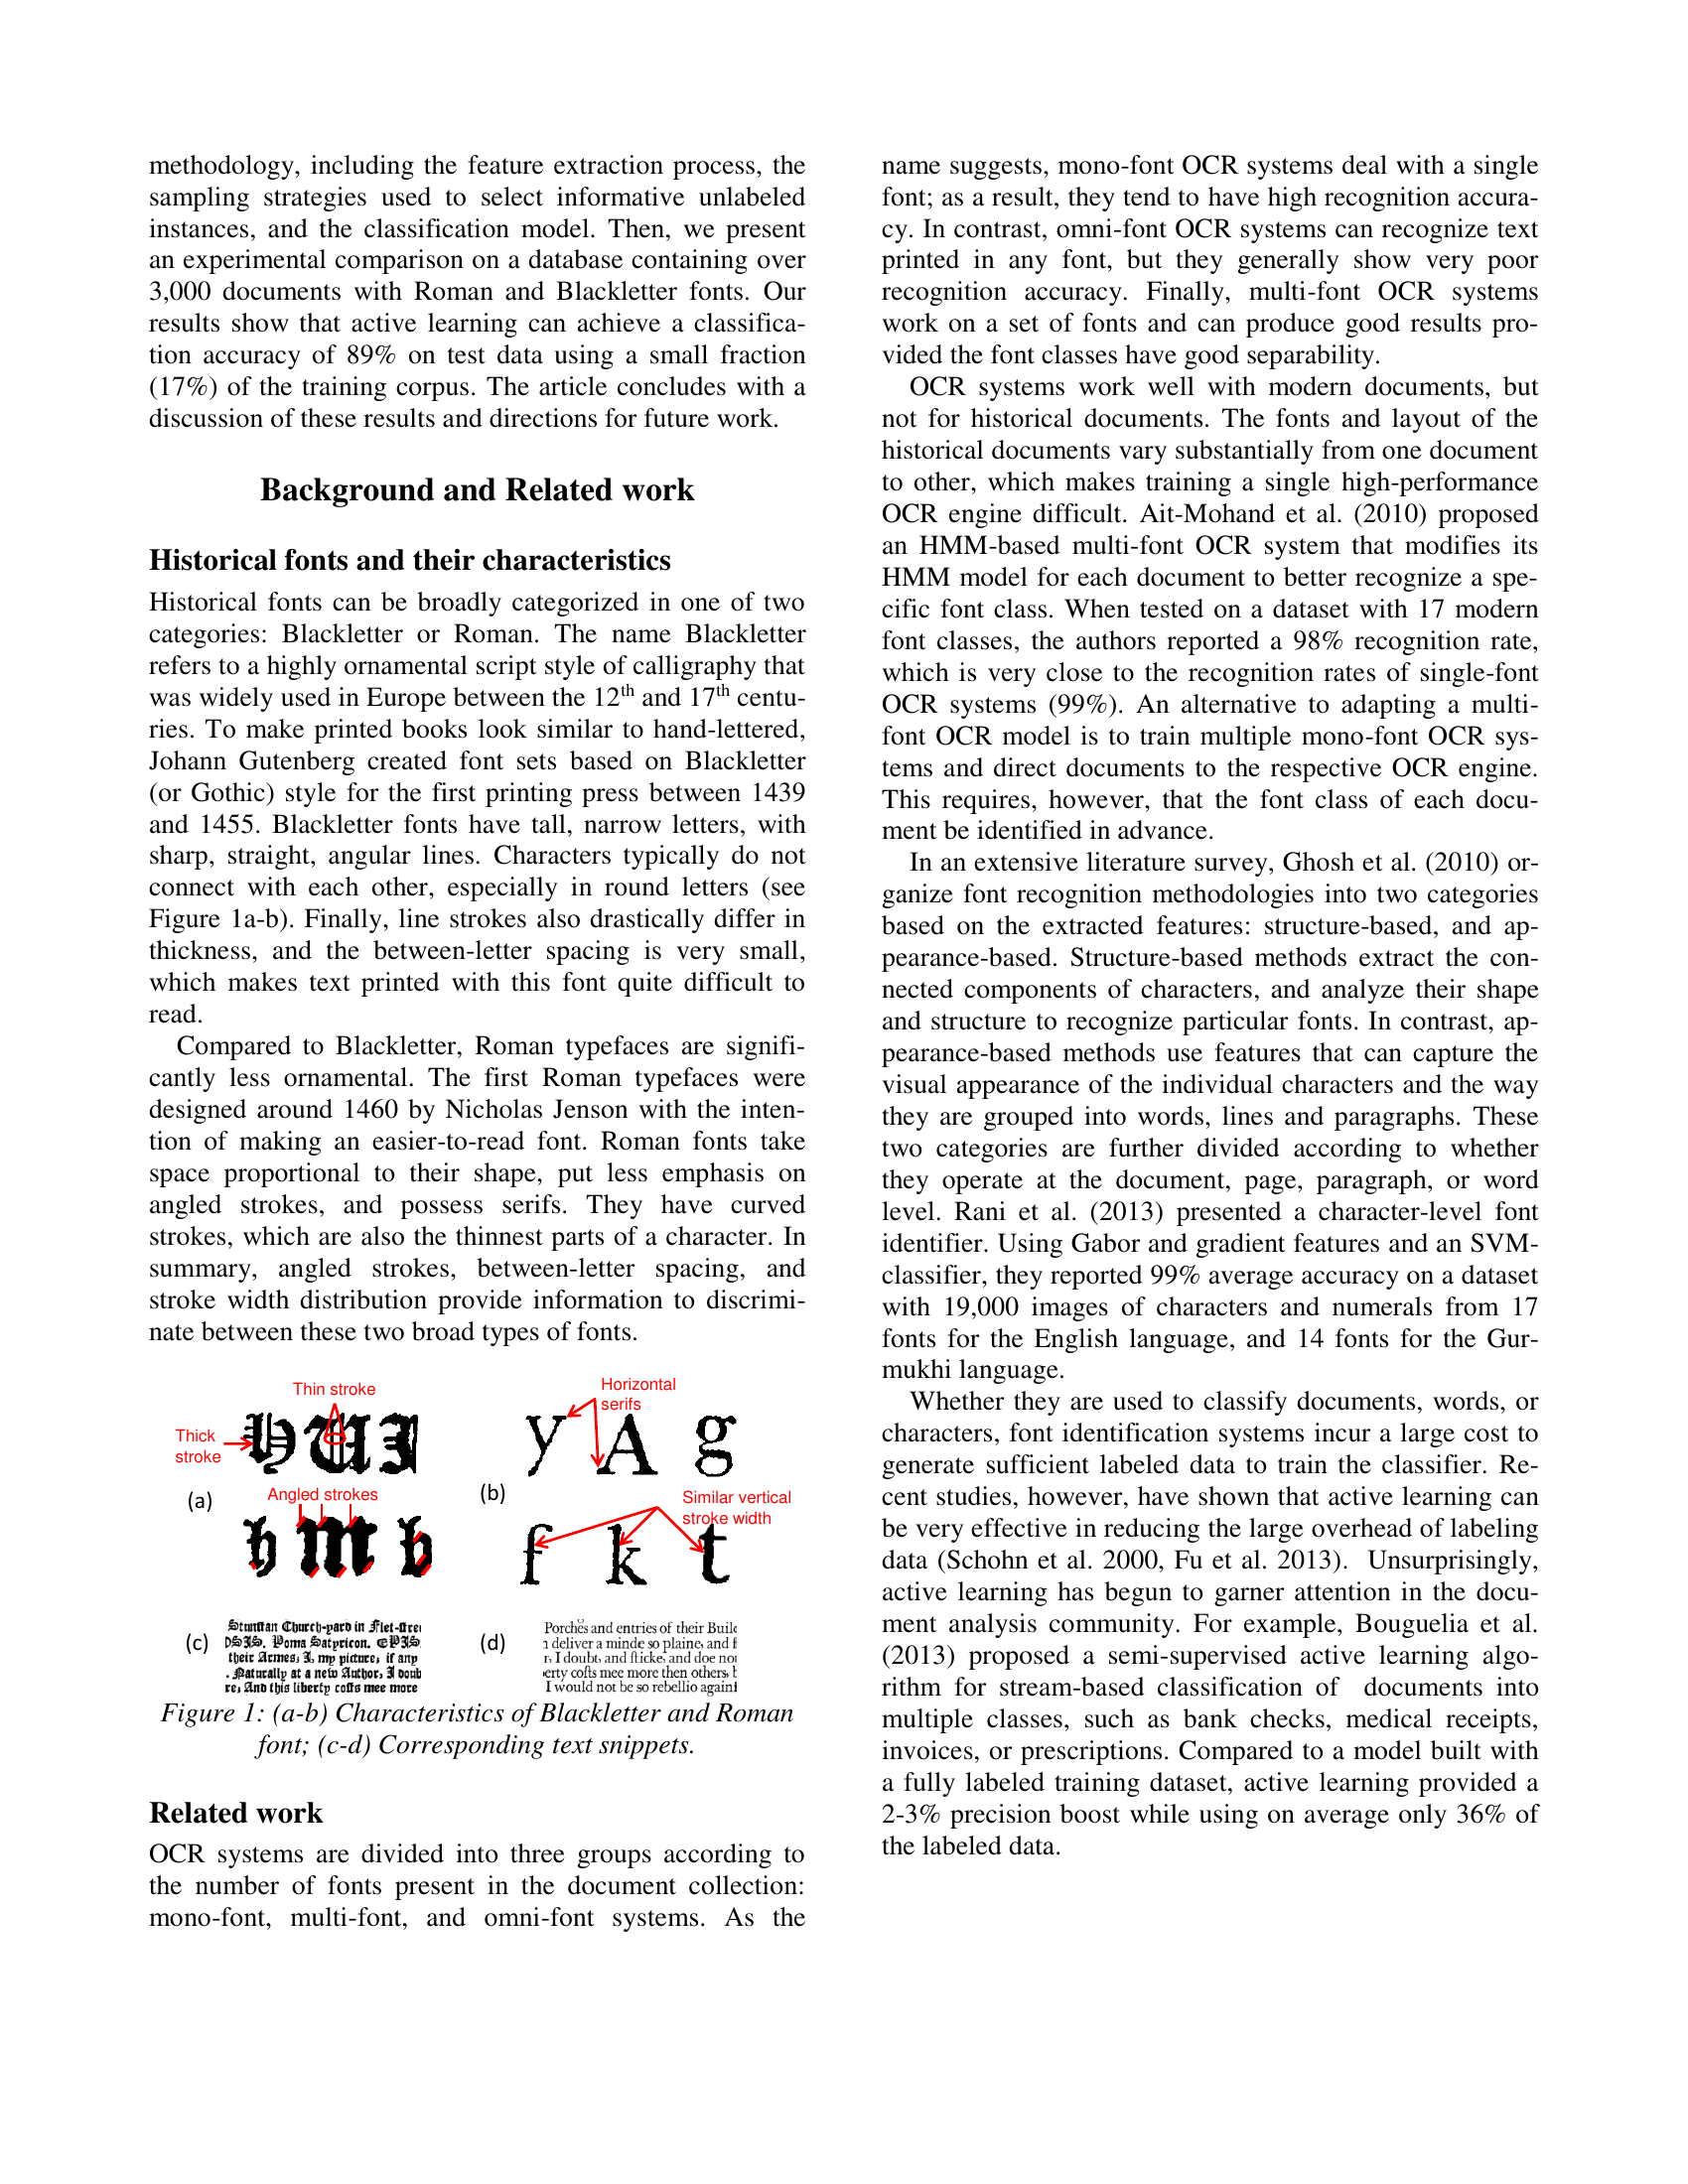 methodology, including the feature extraction process, the
sampling strategies used to select informative unlabeled
instances, and the classification model. Then, we present
an experimental comparison on a database containing over
3,000 documents with Roman and Blackletter fonts. Our
results show that active learning can achieve a classifica-
tion accuracy of 89% on test data using a small fraction
(17%) of the training corpus. The article concludes with a
discussion of these results and directions for future work.
Background and Related work
Historical fonts and their characteristics
Historical fonts can be broadly categorized in one of two
categories: Blackletter or Roman. The name Blackletter
refers to a highly ornamental script style of calligraphy that
was widely used in Europe between the 12th and 17th centu-
ries. To make printed books look similar to hand-lettered,
Johann Gutenberg created font sets based on Blackletter
(or Gothic) style for the first printing press between 1439
and 1455. Blackletter fonts have tall, narrow letters, with
sharp, straight, angular lines. Characters typically do not
connect with each other, especially in round letters (see
Figure 1a-b). Finally, line strokes also drastically differ in
thickness, and the between-letter spacing is very small,
which makes text printed with this font quite difficult to
read.
Compared to Blackletter, Roman typefaces are signifi-
cantly less ornamental. The first Roman typefaces were
designed around 1460 by Nicholas Jenson with the inten-
tion of making an easier-to-read font. Roman fonts take
space proportional to their shape, put less emphasis on
angled strokes, and possess serifs. They have curved
strokes, which are also the thinnest parts of a character. In
summary, angled strokes, between-letter spacing, and
stroke width distribution provide information to discrimi-
nate between these two broad types of fonts.
Thin stroke
Thick
stroke
(a)
Angled strokes
h m b
Horizontal
serifs
y A g
(b)
Similar vertical
stroke width
f k t
(c)
Church-yard in Flet-stree
Poma Satyricon.
their Armes, I, my picture, if any
. Naturally at a new Author, I doub
re, And this liberty costs mee more
(d)
Porches and entries of their Build
deliver a minde so plaine, and f
r, I doubt, and sticke, and doe not
erty costs mee more then others, b
I would not be so rebellio against
Figure 1: (a-b) Characteristics of Blackletter and Roman
font; (c-d) Corresponding text snippets.
Related work
OCR systems are divided into three groups according to
the number of fonts present in the document collection:
mono-font, multi-font, and omni-font systems. As the
name suggests, mono-font OCR systems deal with a single
font; as a result, they tend to have high recognition accura-
cy. In contrast, omni-font OCR systems can recognize text
printed in any font, but they generally show very poor
recognition accuracy. Finally, multi-font OCR systems
work on a set of fonts and can produce good results pro-
vided the font classes have good separability.
OCR systems work well with modern documents, but
not for historical documents. The fonts and layout of the
historical documents vary substantially from one document
to other, which makes training a single high-performance
OCR engine difficult. Ait-Mohand et al. (2010) proposed
an HMM-based multi-font OCR system that modifies its
HMM model for each document to better recognize a spe-
cific font class. When tested on a dataset with 17 modern
font classes, the authors reported a 98% recognition rate,
which is very close to the recognition rates of single-font
OCR systems (99%). An alternative to adapting a multi-
font OCR model is to train multiple mono-font OCR sys-
tems and direct documents to the respective OCR engine.
This requires, however, that the font class of each docu-
ment be identified in advance.
In an extensive literature survey, Ghosh et al. (2010) or-
ganize font recognition methodologies into two categories
based on the extracted features: structure-based, and ap-
pearance-based. Structure-based methods extract the con-
nected components of characters, and analyze their shape
and structure to recognize particular fonts. In contrast, ap-
pearance-based methods use features that can capture the
visual appearance of the individual characters and the way
they are grouped into words, lines and paragraphs. These
two categories are further divided according to whether
they operate at the document, page, paragraph, or word
level. Rani et al. (2013) presented a character-level font
identifier. Using Gabor and gradient features and an SVM-
classifier, they reported 99% average accuracy on a dataset
with 19,000 images of characters and numerals from 17
fonts for the English language, and 14 fonts for the Gur-
mukhi language.
Whether they are used to classify documents, words, or
characters, font identification systems incur a large cost to
generate sufficient labeled data to train the classifier. Re-
cent studies, however, have shown that active learning can
be very effective in reducing the large overhead of labeling
data (Schohn et al. 2000, Fu et al. 2013). Unsurprisingly,
active learning has begun to garner attention in the docu-
ment analysis community. For example, Bouguelia et al.
(2013) proposed a semi-supervised active learning algo-
rithm for stream-based classification of documents into
multiple classes, such as bank checks, medical receipts,
invoices, or prescriptions. Compared to a model built with
a fully labeled training dataset, active learning provided a
2-3% precision boost while using on average only 36% of
the labeled data.